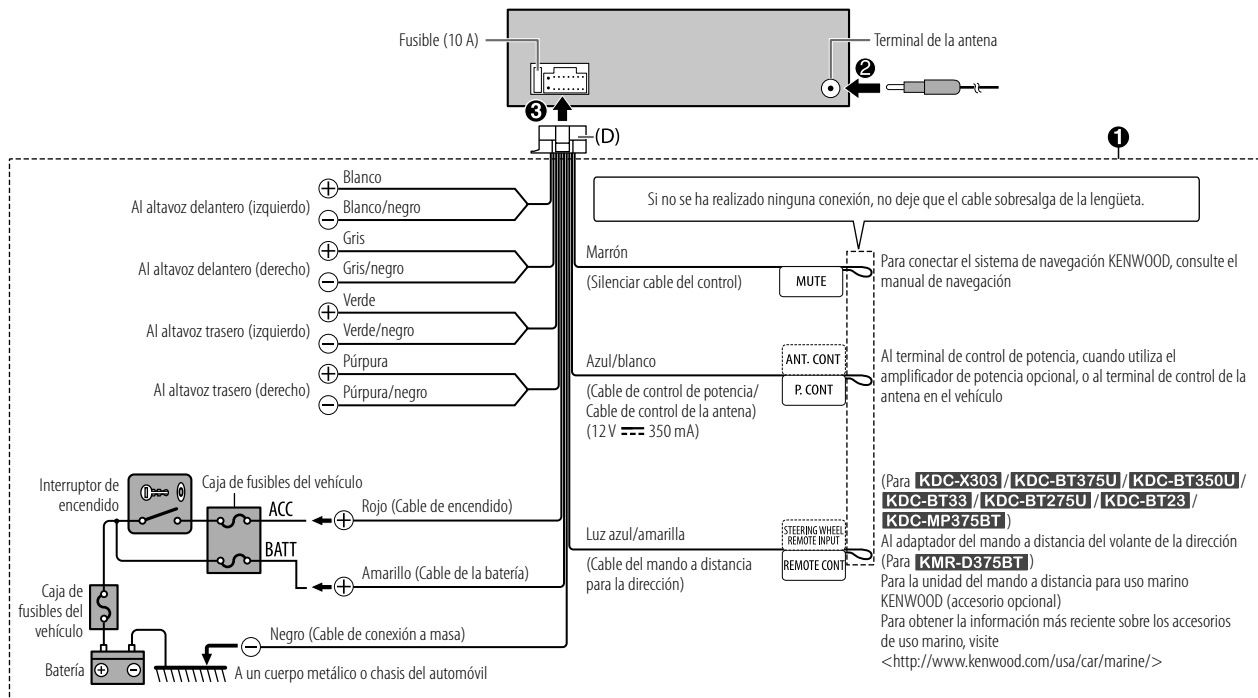 Fusible (10 A)
Terminal de la antena
❷
❸
(D)
❶
Blanco
Al altavoz delantero (izquierdo)
Blanco/negro
Gris
Al altavoz delantero (derecho)
Gris/negro
Verde
Al altavoz trasero (izquierdo)
Verde/negro
Púrpura
Al altavoz trasero (derecho)
Púrpura/negro
Si no se ha realizado ninguna conexión, no deje que el cable sobresalga de la lengüeta.
Marrón
(Silenciar cable del control)
MUTE
Para conectar el sistema de navegación KENWOOD, consulte el
manual de navegación
Azul/blanco
(Cable de control de potencia/
Cable de control de la antena)
(12 V ⎓ 350 mA)
ANT. CONT
P. CONT
Al terminal de control de potencia, cuando utiliza el
amplificador de potencia opcional, o al terminal de control de la
antena en el vehículo
Interruptor de
encendido
Caja de fusibles del vehículo
ACC
Rojo (Cable de encendido)
BATT
Amarillo (Cable de la batería)
Caja de
fusibles del
vehículo
Negro (Cable de conexión a masa)
Batería
A un cuerpo metálico o chasis del automóvil
Luz azul/amarilla
(Cable del mando a distancia
para la dirección)
STEERING WHEEL
REMOTE INPUT
REMOTE CONT
(Para KDC-X303 / KDC-BT375U / KDC-BT350U /
KDC-BT33 / KDC-BT275U / KDC-BT23 /
KDC-MP375BT )
Al adaptador del mando a distancia del volante de la dirección
(Para KMR-D375BT )
Para la unidad del mando a distancia para uso marino
KENWOOD (accesorio opcional)
Para obtener la información más reciente sobre los accesorios
de uso marino, visite
<http://www.kenwood.com/usa/car/marine/>